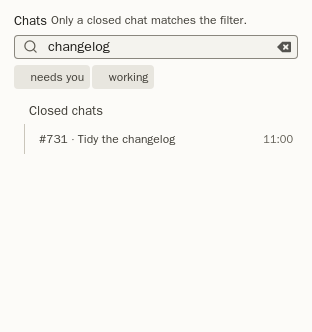 Chats Only a closed chat matches the filter.
changelog
needs you working
Closed chats
#731 · Tidy the changelog 11:00